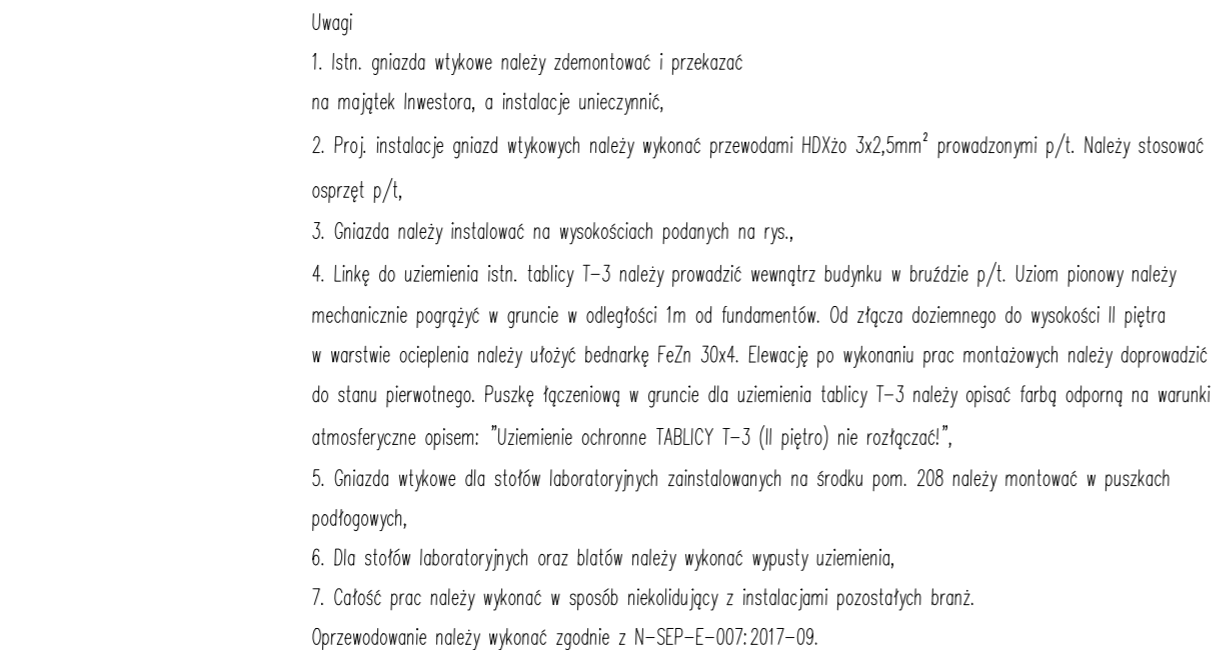 Uwagi
1. Istn. gniazda wtykowe należy zdemontować i przekazać
na majątek Inwestora, a instalacje unieczynnić,
2. Proj. instalacje gniazd wtykowych należy wykonać przewodami HDXżo 3x2,5mm² prowadzonymi p/t. Należy stosować
osprzęt p/t,
3. Gniazda należy instalować na wysokościach podanych na rys.,
4. Linkę do uziemienia istn. tablicy T-3 należy prowadzić wewnątrz budynku w bruździe p/t. Uziom pionowy należy
mechanicznie pogrążyć w gruncie w odległości 1m od fundamentów. Od złącza doziemnego do wysokości II piętra
w warstwie ocieplenia należy ułożyć bednarkę FeZn 30x4. Elewację po wykonaniu prac montażowych należy doprowadzić
do stanu pierwotnego. Puszkę łączeniową w gruncie dla uziemienia tablicy T-3 należy opisać farbą odporną na warunki
atmosferyczne opisem: "Uziemienie ochronne TABLICY T-3 (II piętro) nie rozłączać!",
5. Gniazda wtykowe dla stołów laboratoryjnych zainstalowanych na środku pom. 208 należy montować w puszkach
podłogowych,
6. Dla stołów laboratoryjnych oraz blatów należy wykonać wypusty uziemienia,
7. Całość prac należy wykonać w sposób niekolidujący z instalacjami pozostałych branż.
Oprzewodowanie należy wykonać zgodnie z N-SEP-E-007:2017-09.